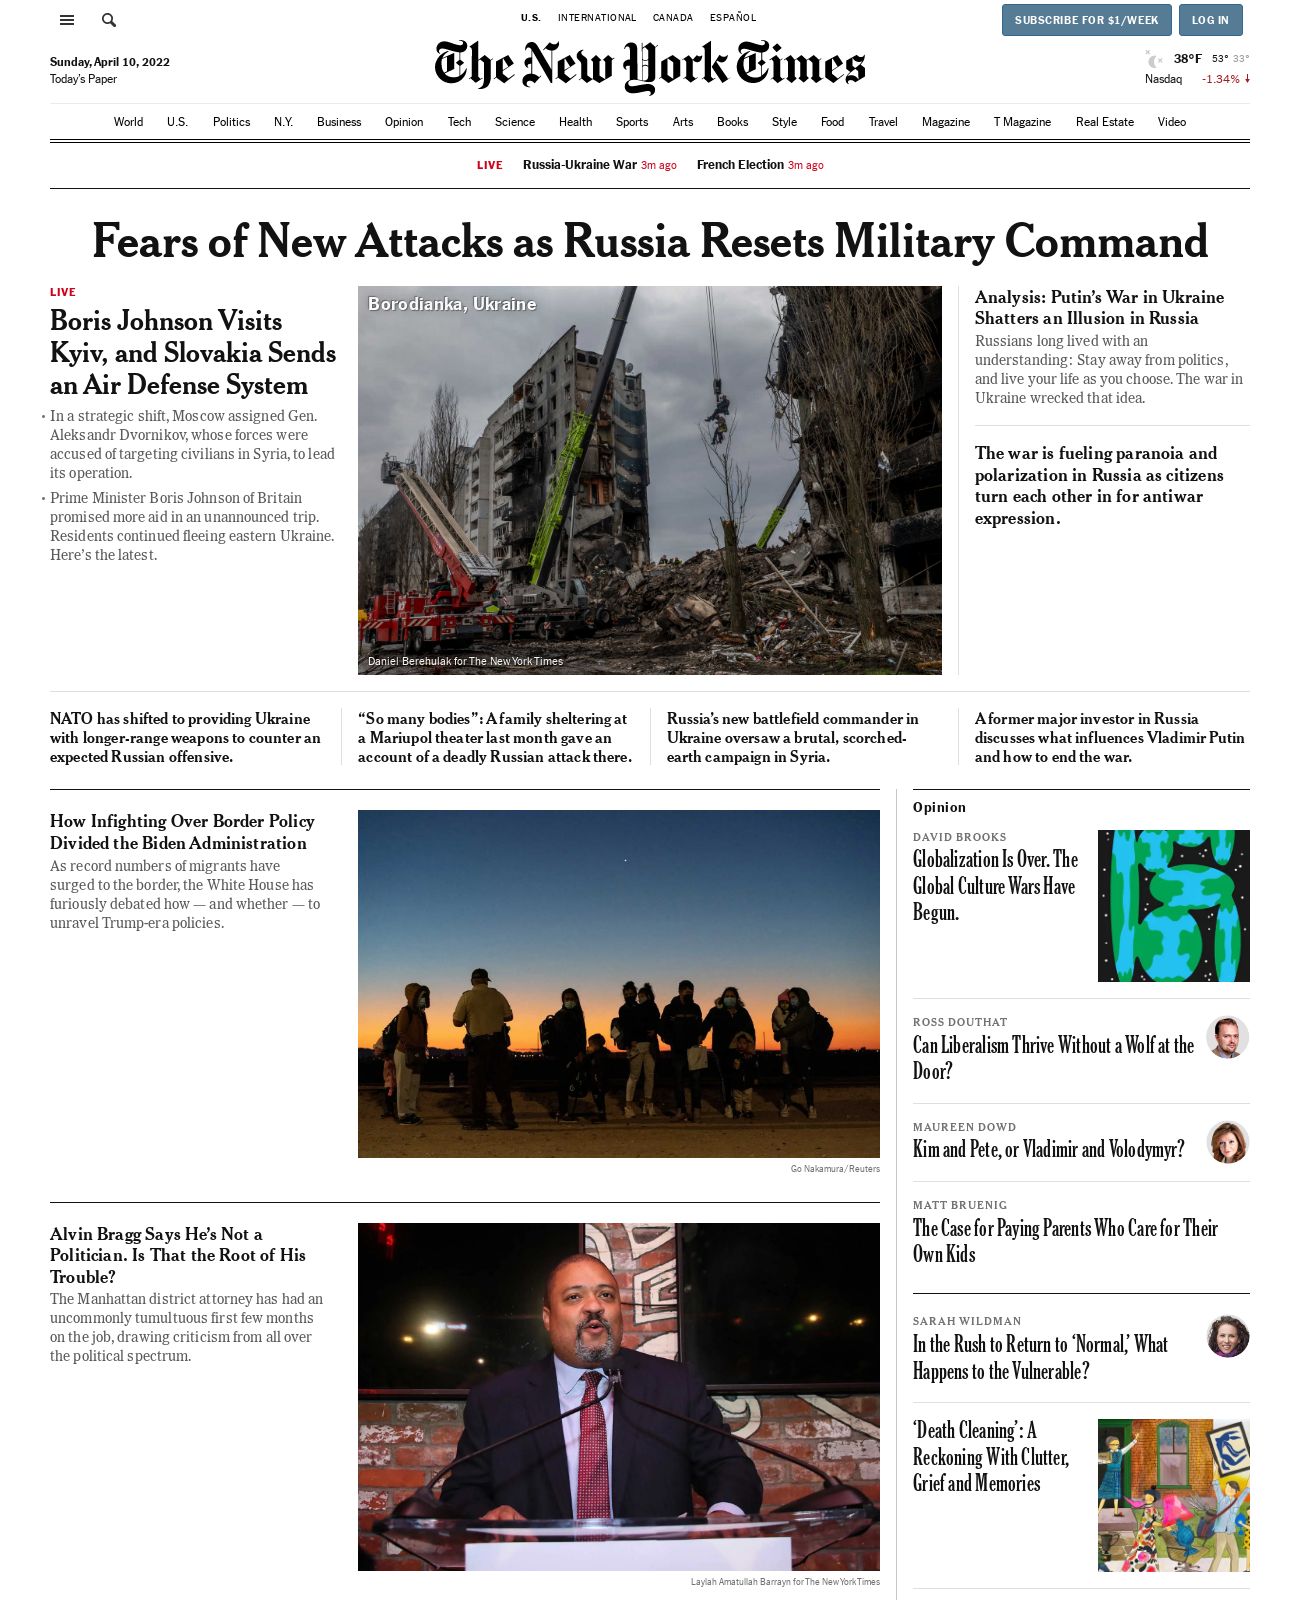 U.S. INTERNATIONAL CANADA ESPAÑOL
SUBSCRIBE FOR $1/WEEK
LOG IN
Sunday, April 10, 2022
Today's Paper
The New York Times
38°F 53° 33°
Nasdaq -1.34%
World U.S. Politics N.Y. Business Opinion Tech Science Health Sports Arts Books Style Food Travel Magazine T Magazine Real Estate Video
LIVE Russia-Ukraine War 3m ago French Election 3m ago
Fears of New Attacks as Russia Resets Military Command
LIVE
Boris Johnson Visits
Kyiv, and Slovakia Sends
an Air Defense System
• In a strategic shift, Moscow assigned Gen.
Aleksandr Dvornikov, whose forces were
accused of targeting civilians in Syria, to lead
its operation.
• Prime Minister Boris Johnson of Britain
promised more aid in an unannounced trip.
Residents continued fleeing eastern Ukraine.
Here's the latest.
Borodianka, Ukraine
Daniel Berehulak for The New York Times
Analysis: Putin's War in Ukraine
Shatters an Illusion in Russia
Russians long lived with an
understanding: Stay away from politics,
and live your life as you choose. The war in
Ukraine wrecked that idea.
The war is fueling paranoia and
polarization in Russia as citizens
turn each other in for antiwar
expression.
NATO has shifted to providing Ukraine
with longer-range weapons to counter an
expected Russian offensive.
“So many bodies”: A family sheltering at
a Mariupol theater last month gave an
account of a deadly Russian attack there.
Russia's new battlefield commander in
Ukraine oversaw a brutal, scorched-
earth campaign in Syria.
A former major investor in Russia
discusses what influences Vladimir Putin
and how to end the war.
How Infighting Over Border Policy
Divided the Biden Administration
As record numbers of migrants have
surged to the border, the White House has
furiously debated how — and whether — to
unravel Trump-era policies.
Go Nakamura/Reuters
Alvin Bragg Says He's Not a
Politician. Is That the Root of His
Trouble?
The Manhattan district attorney has had an
uncommonly tumultuous first few months
on the job, drawing criticism from all over
the political spectrum.
Laylah Amatullah Barrayn for The New York Times
Opinion
DAVID BROOKS
Globalization Is Over. The
Global Culture Wars Have
Begun.
ROSS DOUTHAT
Can Liberalism Thrive Without a Wolf at the
Door?
MAUREEN DOWD
Kim and Pete, or Vladimir and Volodymyr?
MATT BRUENIG
The Case for Paying Parents Who Care for Their
Own Kids
SARAH WILDMAN
In the Rush to Return to ‘Normal,’ What
Happens to the Vulnerable?
‘Death Cleaning’: A
Reckoning With Clutter,
Grief and Memories